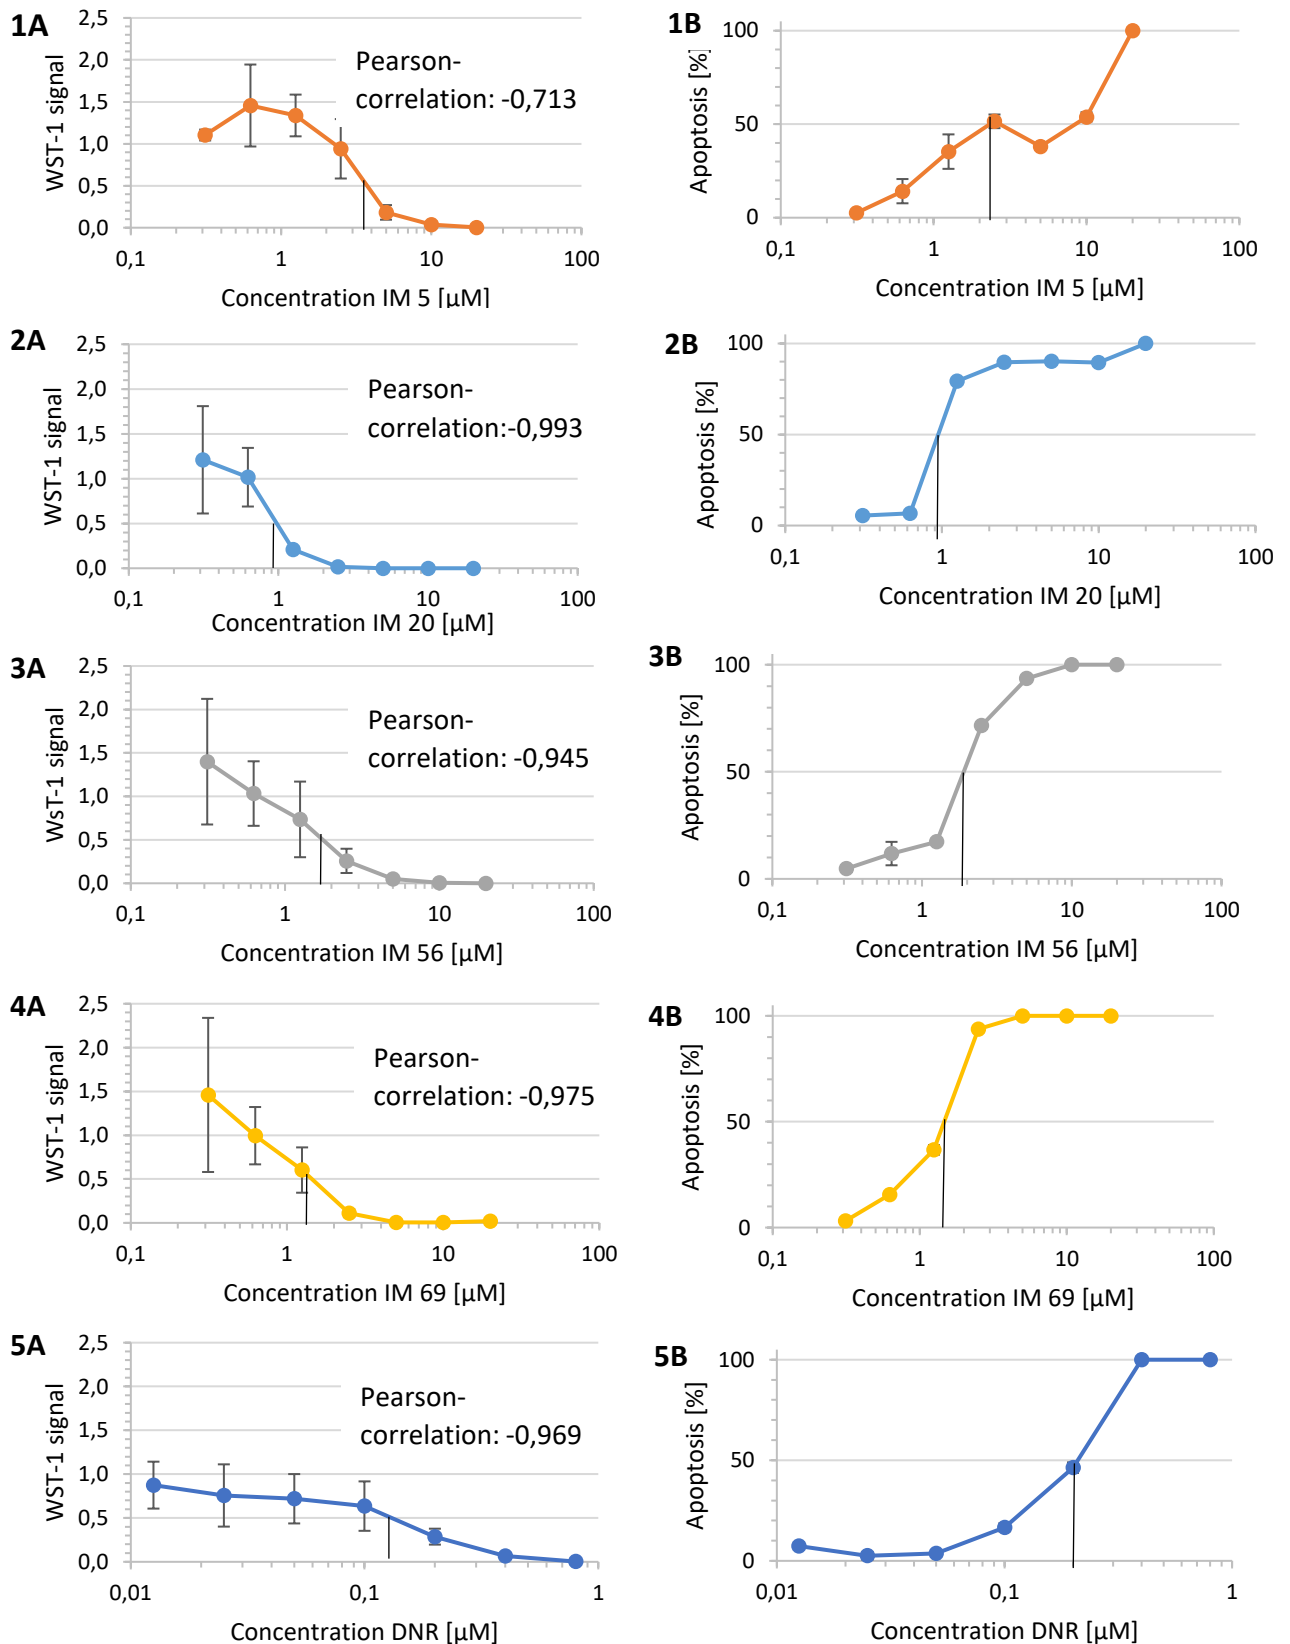 1A
WST-1 signal
2,5
2,0
1,5
1,0
0,5
0,0
Pearson-
correlation: -0,713
0,1 1 10 100
Concentration IM 5 [µM]
1B
Apoptosis [%]
100
50
0
0,1 1 10 100
Concentration IM 5 [µM]
2A
WST-1 signal
2,5
2,0
1,5
1,0
0,5
0,0
Pearson-
correlation:-0,993
0,1 1 10 100
Concentration IM 20 [µM]
2B
Apoptosis [%]
100
50
0
0,1 1 10 100
Concentration IM 20 [µM]
3A
WsT-1 signal
2,5
2,0
1,5
1,0
0,5
0,0
Pearson-
correlation: -0,945
0,1 1 10 100
Concentration IM 56 [µM]
3B
Apoptosis [%]
100
50
0
0,1 1 10 100
Concentration IM 56 [µM]
4A
WST-1 signal
2,5
2,0
1,5
1,0
0,5
0,0
Pearson-
correlation: -0,975
0,1 1 10 100
Concentration IM 69 [µM]
4B
Apoptosis [%]
100
50
0
0,1 1 10 100
Concentration IM 69 [µM]
5A
WST-1 signal
2,5
2,0
1,5
1,0
0,5
0,0
Pearson-
correlation: -0,969
0,01 0,1 1
Concentration DNR [µM]
5B
Apoptosis [%]
100
50
0
0,01 0,1 1
Concentration DNR [µM]